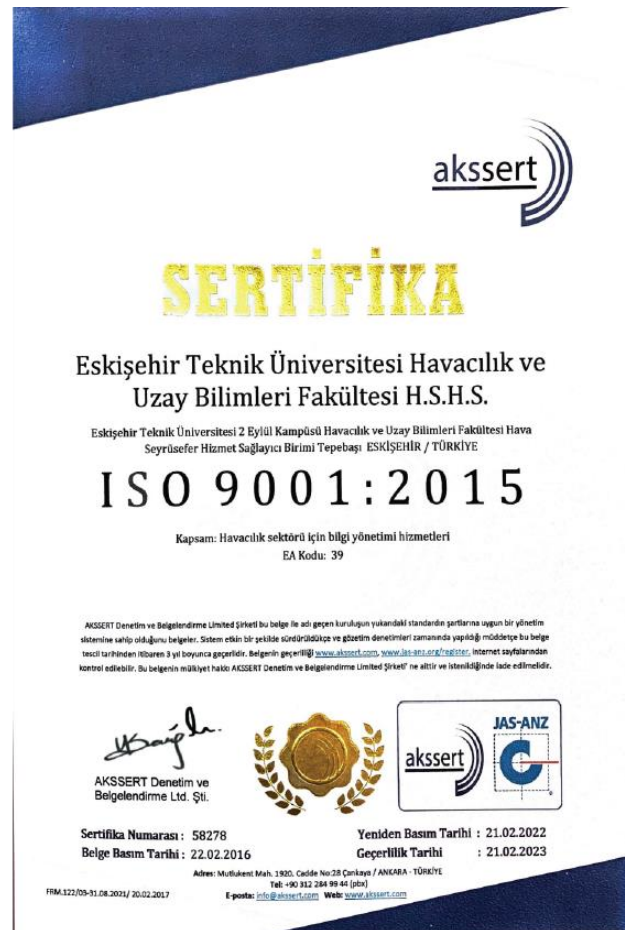 akssert
SERTİFİKA
Eskişehir Teknik Üniversitesi Havacılık ve
Uzay Bilimleri Fakültesi H.S.H.S.
Eskişehir Teknik Üniversitesi 2 Eylül Kampüsü Havacılık ve Uzay Bilimleri Fakültesi Hava
Seyrüsefer Hizmet Sağlayıcı Birimi Tepebaşı ESKİŞEHİR / TÜRKİYE
ISO 9001:2015
Kapsam: Havacılık sektörü için bilgi yönetimi hizmetleri
EA Kodu: 39
AKSSERT Denetim ve Belgelendirme Limited Şirketi bu belge ile adı geçen kuruluşun yukarıdaki standardın şartlarına uygun bir yönetim
sistemine sahip olduğunu belgeler. Sistem etkin bir şekilde sürdürüldükçe ve gözetim denetimleri zamanında yapıldığı müddetçe bu belge
tescil tarihinden itibaren 3 yıl boyunca geçerlidir. Belgenin geçerliliği www.akssert.com, www.jas-anz.org/register, internet sayfalarından
kontrol edilebilir. Bu belgenin mülkiyet hakkı AKSSERT Denetim ve Belgelendirme Limited Şirketi' ne aittir ve istenildiğinde iade edilmelidir.
AKSSERT Denetim ve
Belgelendirme Ltd. Şti.
akssert
JAS-ANZ
Sertifika Numarası : 58278
Belge Basım Tarihi : 22.02.2016
Yeniden Basım Tarihi : 21.02.2022
Geçerlilik Tarihi : 21.02.2023
Adres: Mutlukent Mah. 1920. Cadde No:28 Çankaya / ANKARA - TÜRKİYE
Tel: +90 312 284 99 44 (pbx)
FRM.122/03-31.08.2021/ 20.02.2017
E-posta: info@akssert.com Web: www.akssert.com